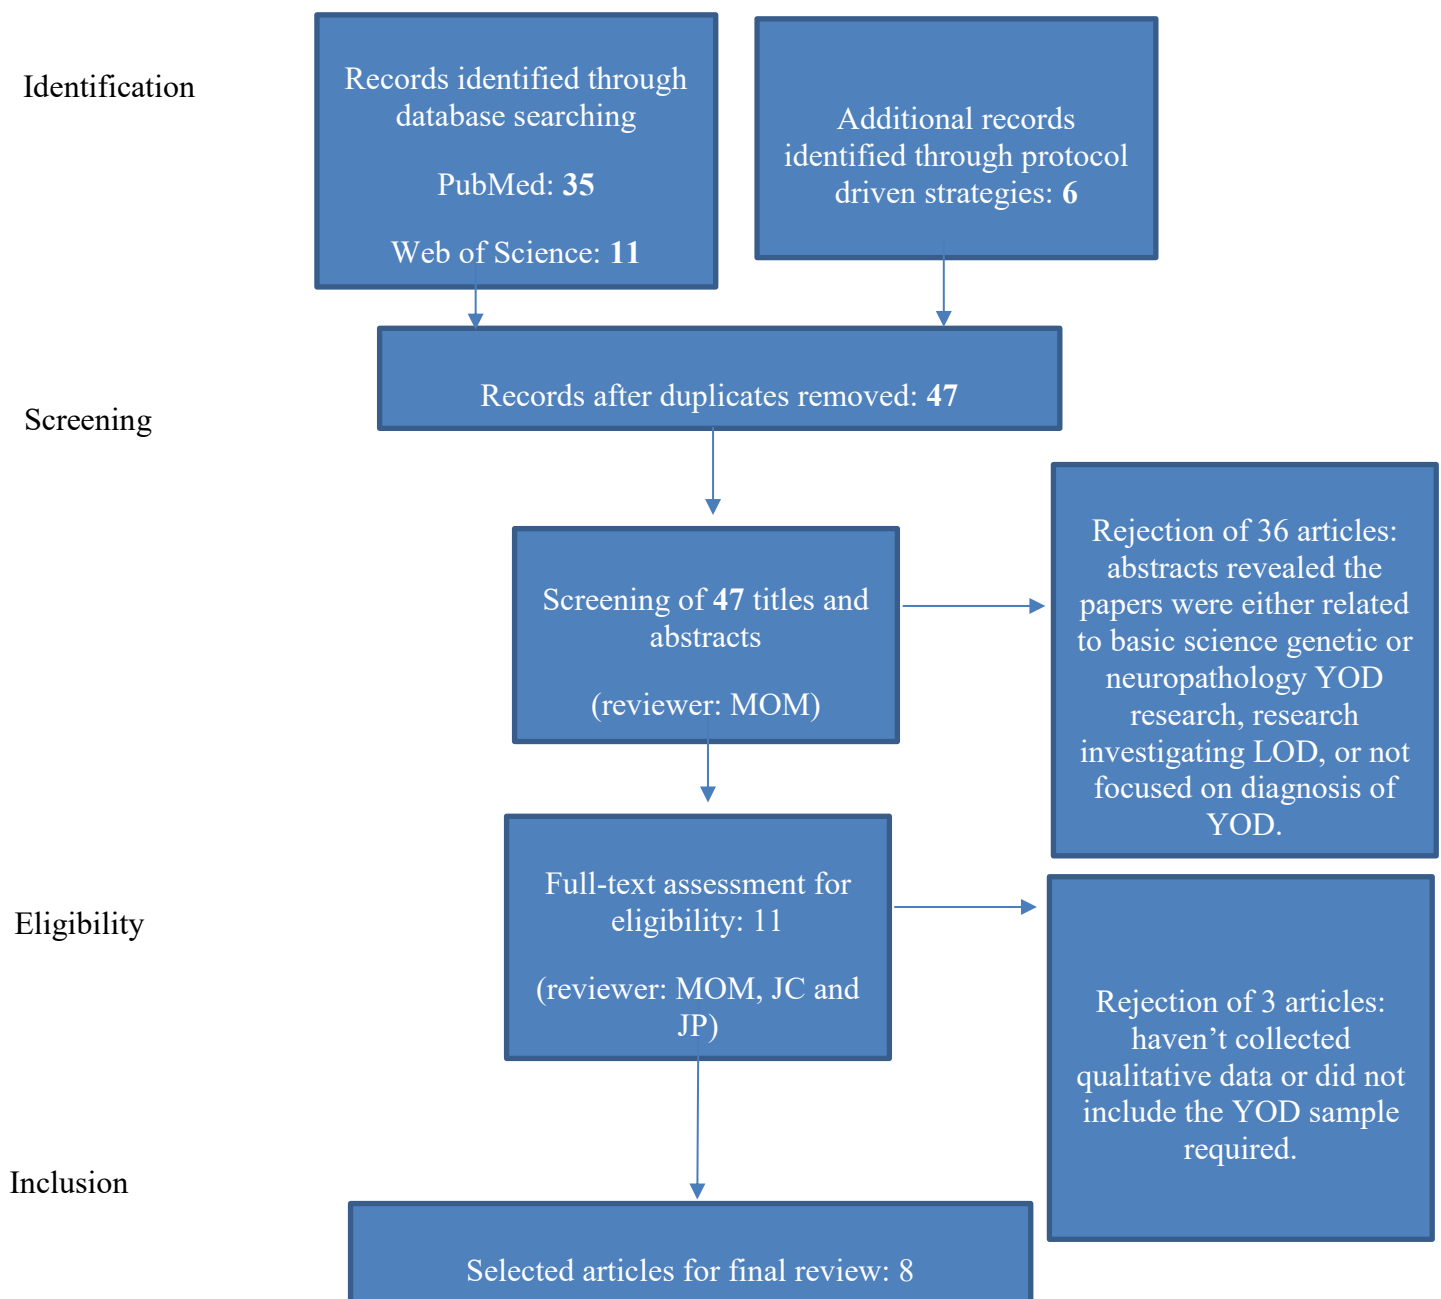 Identification
Records identified through
database searching
PubMed: 35
Web of Science: 11
Additional records
identified through protocol
driven strategies: 6
Records after duplicates removed: 47
Screening
Screening of 47 titles and
abstracts
(reviewer: MOM)
Rejection of 36 articles:
abstracts revealed the
papers were either related
to basic science genetic or
neuropathology YOD
research, research
investigating LOD, or not
focused on diagnosis of
YOD.
Eligibility
Full-text assessment for
eligibility: 11
(reviewer: MOM, JC and
JP)
Rejection of 3 articles:
haven’t collected
qualitative data or did not
include the YOD sample
required.
Inclusion
Selected articles for final review: 8